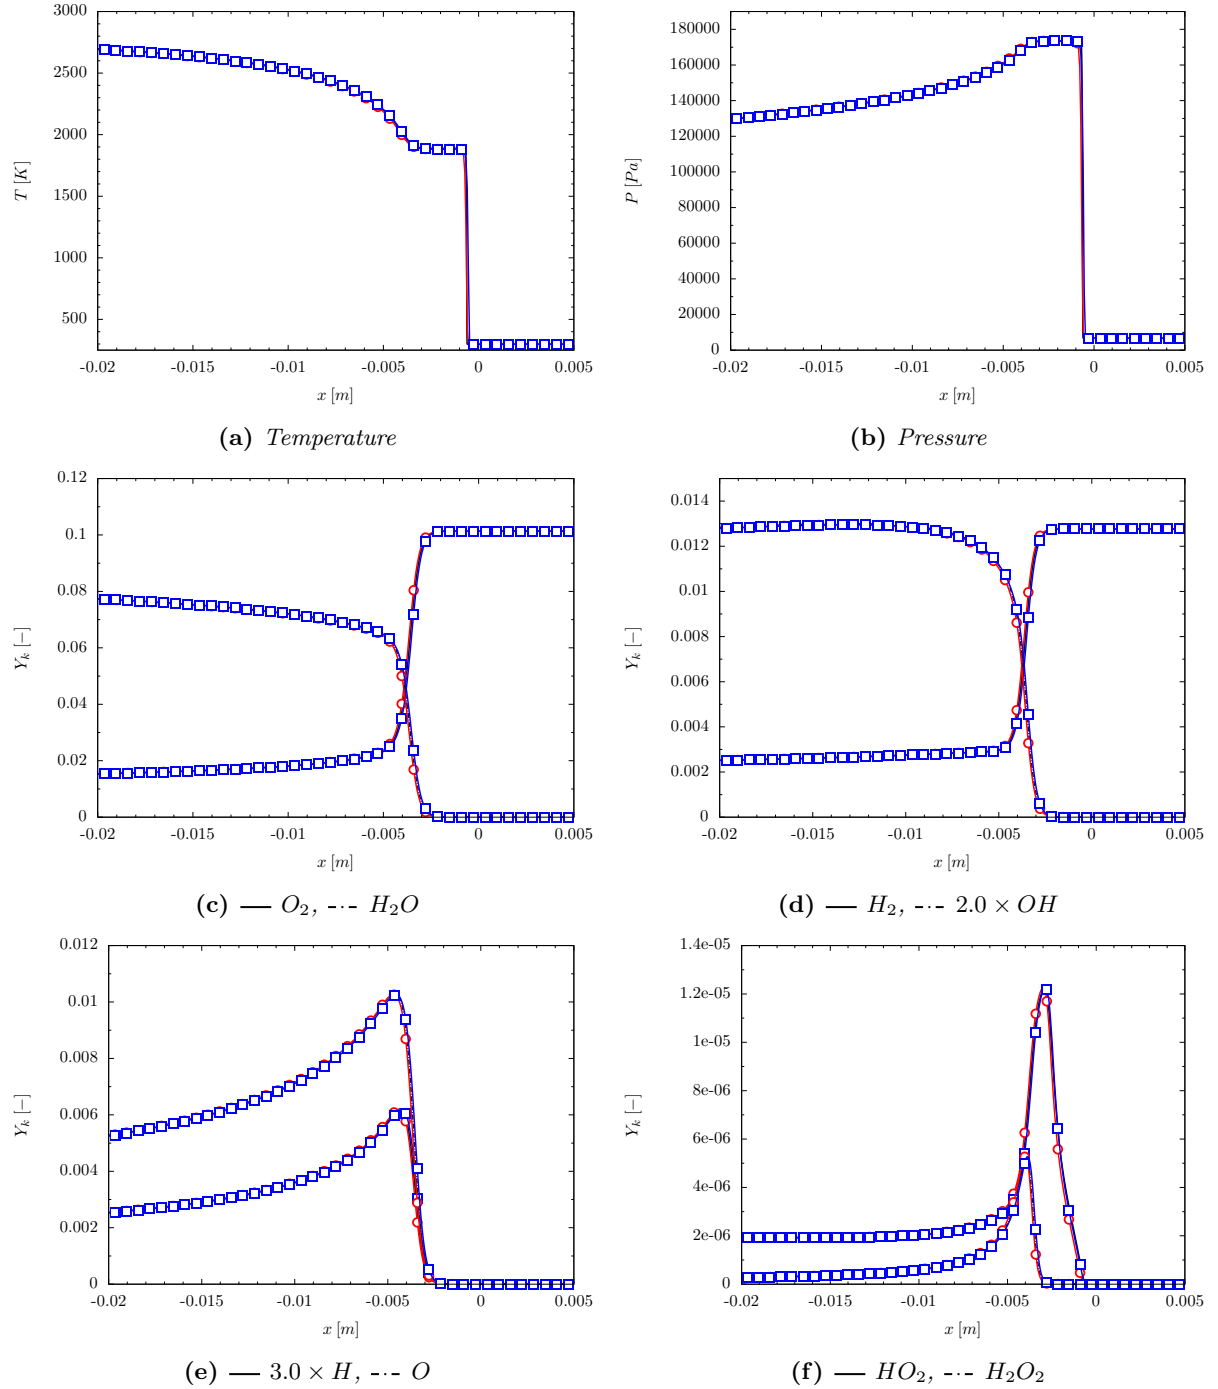 3000
2500
2000
1500
1000
500
T [K]
-0.02 -0.015 -0.01 -0.005 0 0.005
x [m]
(a) Temperature
180000
160000
140000
120000
100000
80000
60000
40000
20000
0
P [Pa]
-0.02 -0.015 -0.01 -0.005 0 0.005
x [m]
(b) Pressure
0.12
0.1
0.08
0.06
0.04
0.02
0
Y_k [−]
-0.02 -0.015 -0.01 -0.005 0 0.005
x [m]
(c) — O₂, -·- H₂O
0.014
0.012
0.01
0.008
0.006
0.004
0.002
0
Y_k [−]
-0.02 -0.015 -0.01 -0.005 0 0.005
x [m]
(d) — H₂, -·- 2.0 × OH
0.012
0.01
0.008
0.006
0.004
0.002
0
Y_k [−]
-0.02 -0.015 -0.01 -0.005 0 0.005
x [m]
(e) — 3.0 × H, -·- O
1.4e-05
1.2e-05
1e-05
8e-06
6e-06
4e-06
2e-06
0
Y_k [−]
-0.02 -0.015 -0.01 -0.005 0 0.005
x [m]
(f) — HO₂, -·- H₂O₂